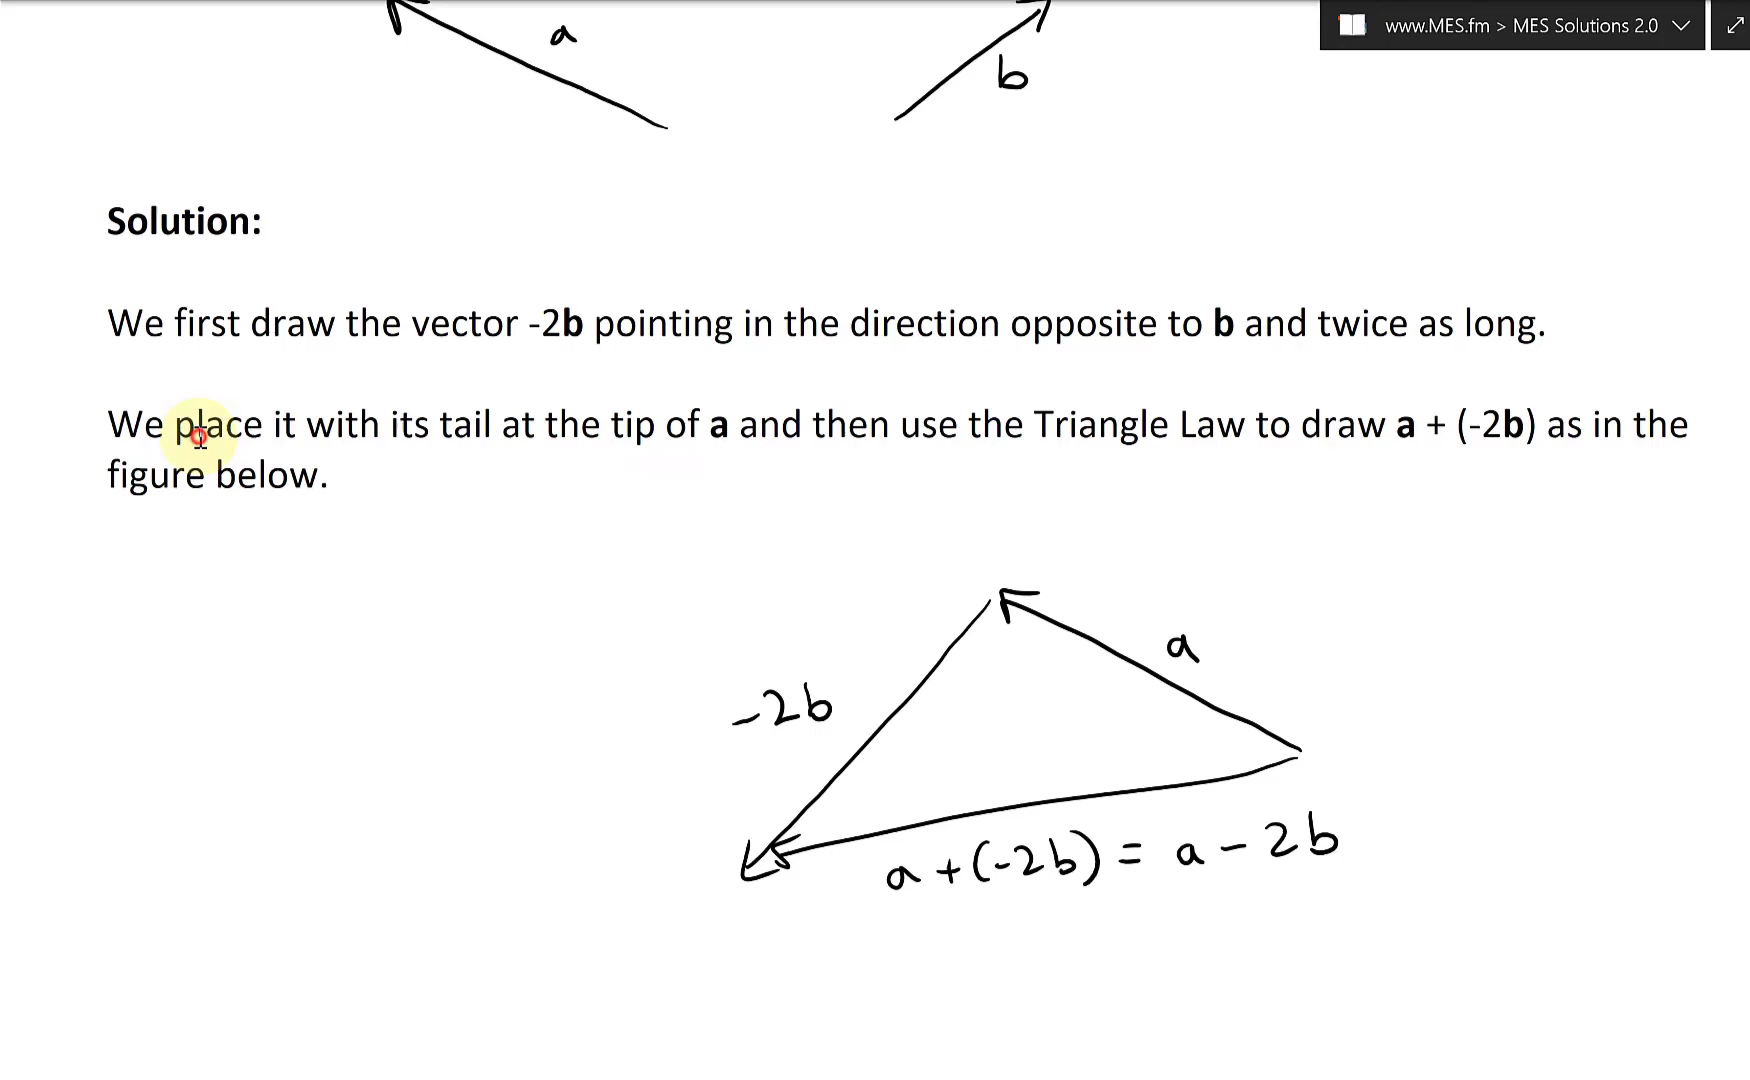 www.MES.fm > MES Solutions 2.0
a
b
Solution:
We first draw the vector -2b pointing in the direction opposite to b and twice as long.
We place it with its tail at the tip of a and then use the Triangle Law to draw a + (-2b) as in the
figure below.
a
-2b
a+(-2b) = a - 2b